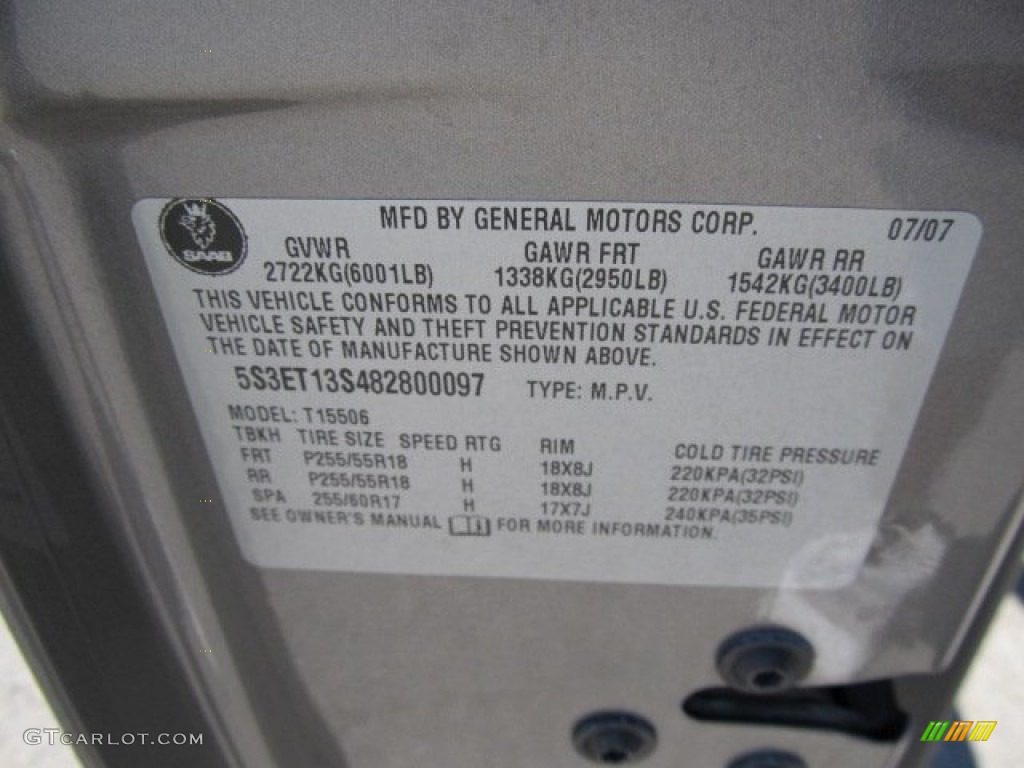 SAAB
MFD BY GENERAL MOTORS CORP. 07/07
GVWR GAWR FRT GAWR RR
2722KG(6001LB) 1338KG(2950LB) 1542KG(3400LB)
THIS VEHICLE CONFORMS TO ALL APPLICABLE U.S. FEDERAL MOTOR
VEHICLE SAFETY AND THEFT PREVENTION STANDARDS IN EFFECT ON
THE DATE OF MANUFACTURE SHOWN ABOVE.
5S3ET13S482800097 TYPE: M.P.V.
MODEL: T15506
TBKH TIRE SIZE SPEED RTG RIM COLD TIRE PRESSURE
FRT P255/55R18 H 18X8J 220KPA(32PSI)
RR P255/55R18 H 18X8J 220KPA(32PSI)
SPA 255/60R17 H 17X7J 240KPA(35PSI)
SEE OWNER'S MANUAL FOR MORE INFORMATION.
GTCARLOT.COM